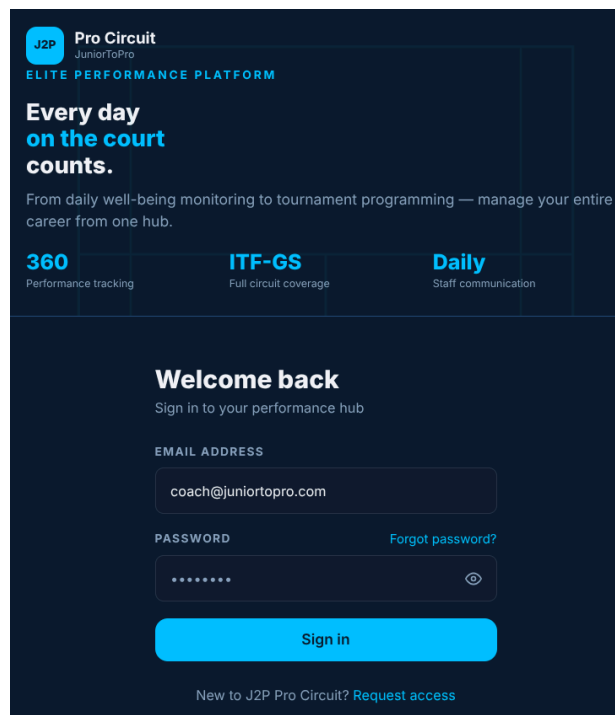 J2P
Pro Circuit
JuniorToPro
ELITE PERFORMANCE PLATFORM
Every day
on the court
counts.
From daily well-being monitoring to tournament programming — manage your entire
career from one hub.
360
Performance tracking
ITF-GS
Full circuit coverage
Daily
Staff communication
Welcome back
Sign in to your performance hub
EMAIL ADDRESS
coach@juniortopro.com
PASSWORD
Forgot password?
••••••••
Sign in
New to J2P Pro Circuit? Request access